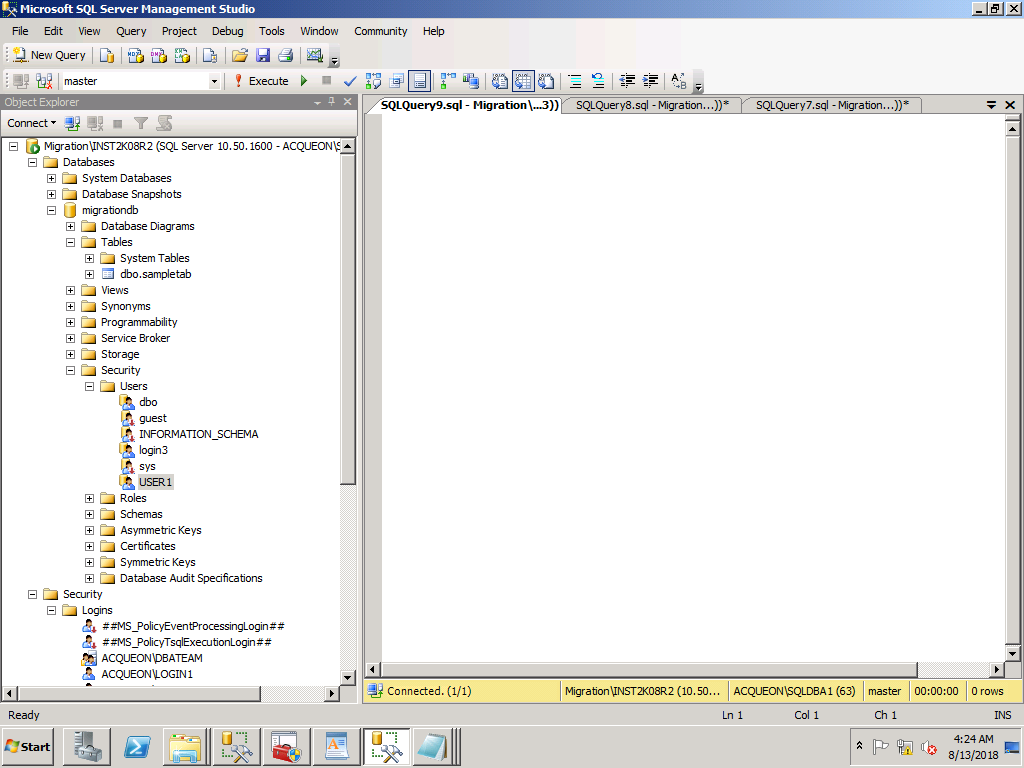 Microsoft SQL Server Management Studio
File Edit View Query Project Debug Tools Window Community Help
New Query
master Execute
Object Explorer
SQLQuery9.sql - Migration\...3)) SQLQuery8.sql - Migration...))* SQLQuery7.sql - Migration...))*
Connect
Migration\INST2K08R2 (SQL Server 10.50.1600 - ACQUEON\S
Databases
System Databases
Database Snapshots
migrationdb
Database Diagrams
Tables
System Tables
dbo.sampletab
Views
Synonyms
Programmability
Service Broker
Storage
Security
Users
dbo
guest
INFORMATION_SCHEMA
login3
sys
USER1
Roles
Schemas
Asymmetric Keys
Certificates
Symmetric Keys
Database Audit Specifications
Security
Logins
##MS_PolicyEventProcessingLogin##
##MS_PolicyTsqlExecutionLogin##
ACQUEON\DBATEAM
ACQUEON\LOGIN1
Connected. (1/1) Migration\INST2K08R2 (10.50... ACQUEON\SQLDBA1 (63) master 00:00:00 0 rows
Ready Ln 1 Col 1 Ch 1 INS
Start
4:24 AM
8/13/2018